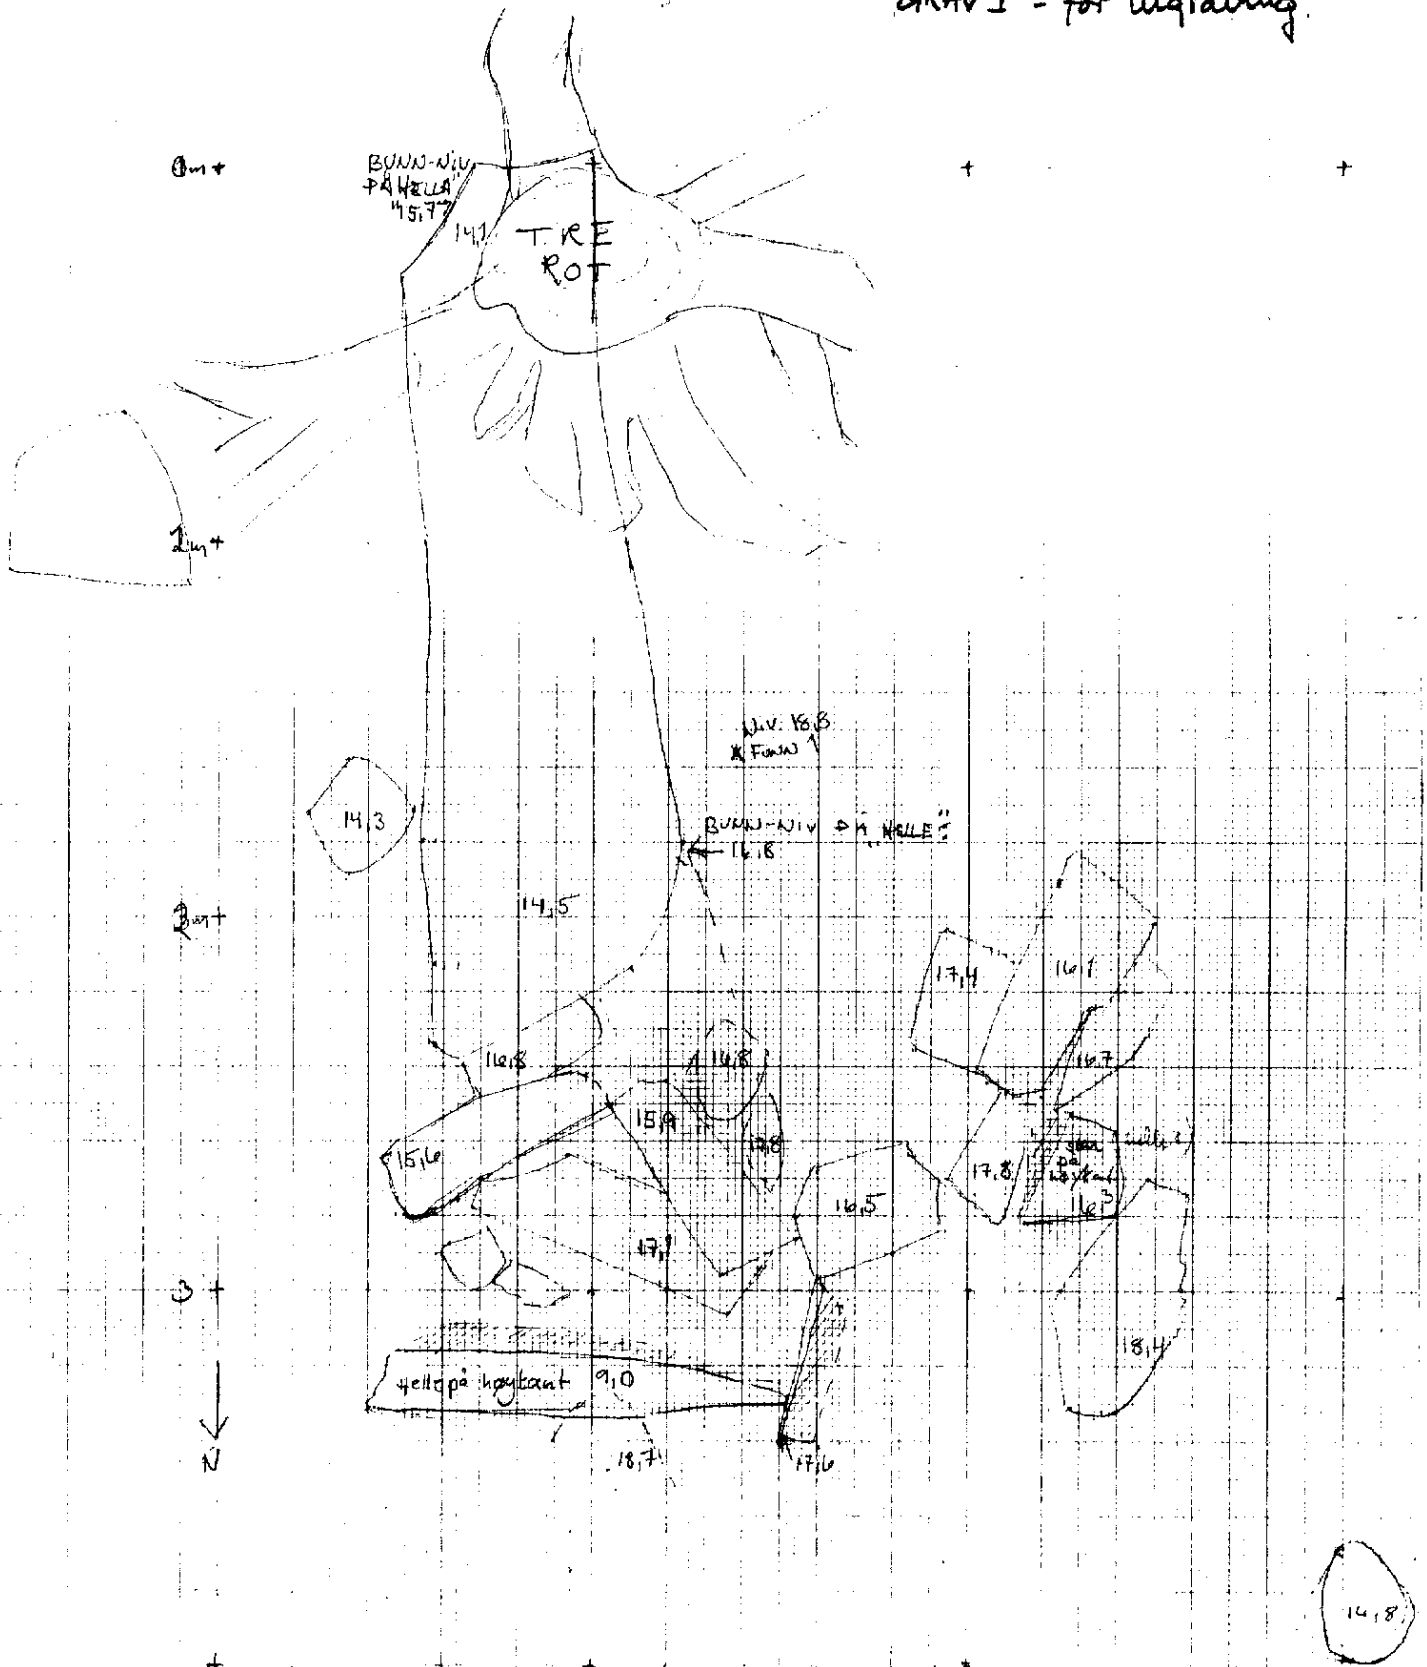 GRAV I - før utgraving.
0m +
BUNN-NIV
PÅ HELLA
15,7
14,1
TRE
ROT
1m +
NIV. 18,8
* FUNN 1
14,3
BUNN-NIV PÅ "HELLE"
16,8
14,5
2m +
17,4
16,1
16,8
16,8
16,7
15,9
15,6
17,8
på
høykant
16,3
16,5
17,1
3 +
18,4
Helle på høykant 9,0
N
18,7
17,6
14,8